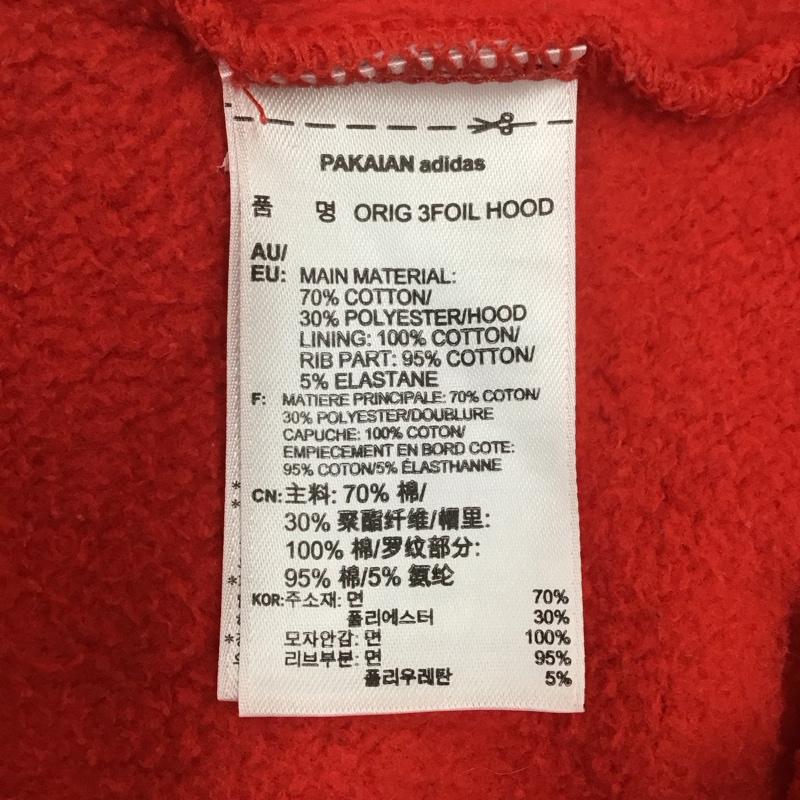 PAKAIAN adidas
품 명 ORIG 3FOIL HOOD
AU/
EU: MAIN MATERIAL:
70% COTTON/
30% POLYESTER/HOOD
LINING: 100% COTTON/
RIB PART: 95% COTTON/
5% ELASTANE
F: MATIERE PRINCIPALE: 70% COTON/
30% POLYESTER/DOUBLURE
CAPUCHE: 100% COTON/
EMPIECEMENT EN BORD COTE:
95% COTON/5% ÉLASTHANNE
CN: 主料: 70% 棉/
30% 聚酯纤维/帽里:
100% 棉/罗纹部分:
95% 棉/5% 氨纶
KOR: 주소재: 면 70%
폴리에스터 30%
모자안감: 면 100%
리브부분: 면 95%
폴리우레탄 5%